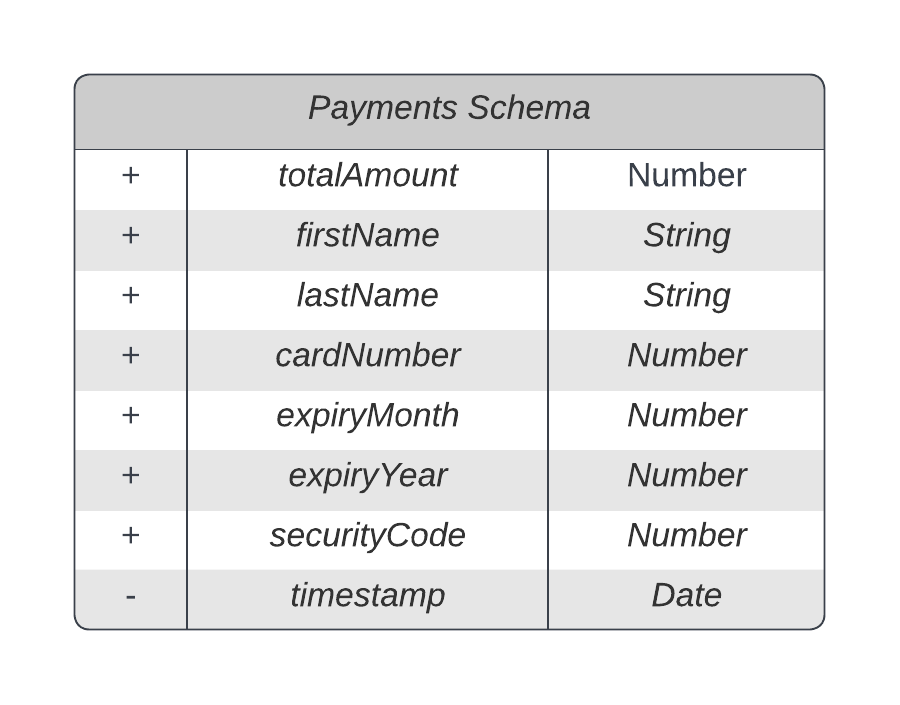 Payments Schema
+ totalAmount Number
+ firstName String
+ lastName String
+ cardNumber Number
+ expiryMonth Number
+ expiryYear Number
+ securityCode Number
- timestamp Date